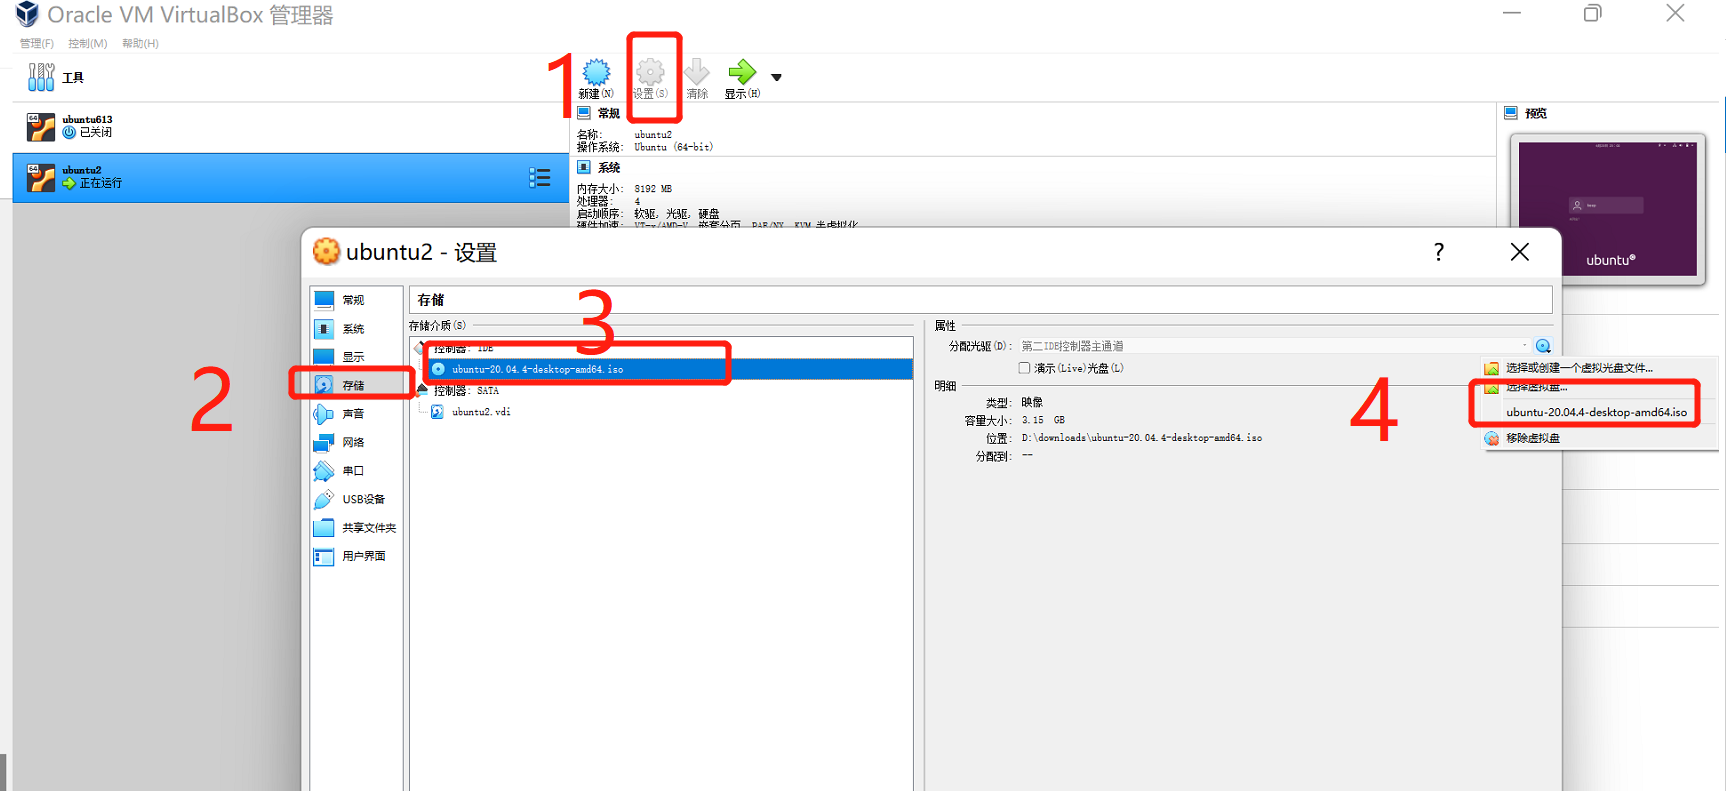 Oracle VM VirtualBox 管理器
管理(F) 控制(M) 帮助(H)
工具
1
新建(N) 设置(S) 清除 显示(H)
ubuntu613
已关闭
ubuntu2
正在运行
常规
名称: ubuntu2
操作系统: Ubuntu (64-bit)
系统
内存大小: 8192 MB
处理器: 4
启动顺序: 软驱, 光驱, 硬盘
硬件加速: VT-x/AMD-V, 嵌套分页, PAE/NX, KVM 半虚拟化
预览
ubuntu
ubuntu2 - 设置
?
常规
系统
显示
2
存储
声音
网络
串口
USB设备
共享文件夹
用户界面
存储
3
存储介质(S)
控制器: IDE
ubuntu-20.04.4-desktop-amd64.iso
控制器: SATA
ubuntu2.vdi
属性
分配光驱(D): 第二IDE控制器主通道
演示(Live)光盘(L)
明细
类型: 映像
容量大小: 3.15 GB
位置: D:\downloads\ubuntu-20.04.4-desktop-amd64.iso
分配到: --
4
选择或创建一个虚拟光盘文件...
选择虚拟盘...
ubuntu-20.04.4-desktop-amd64.iso
移除虚拟盘